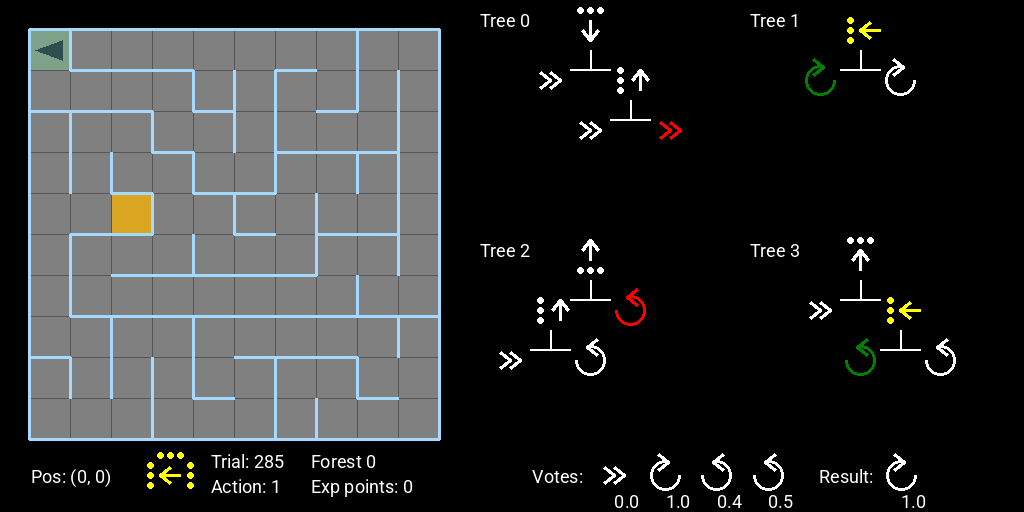 Tree 0
Tree 1
Tree 2
Tree 3
Pos: (0, 0)
Trial: 285
Forest 0
Action: 1
Exp points: 0
Votes:
0.0
1.0
0.4
0.5
Result:
1.0